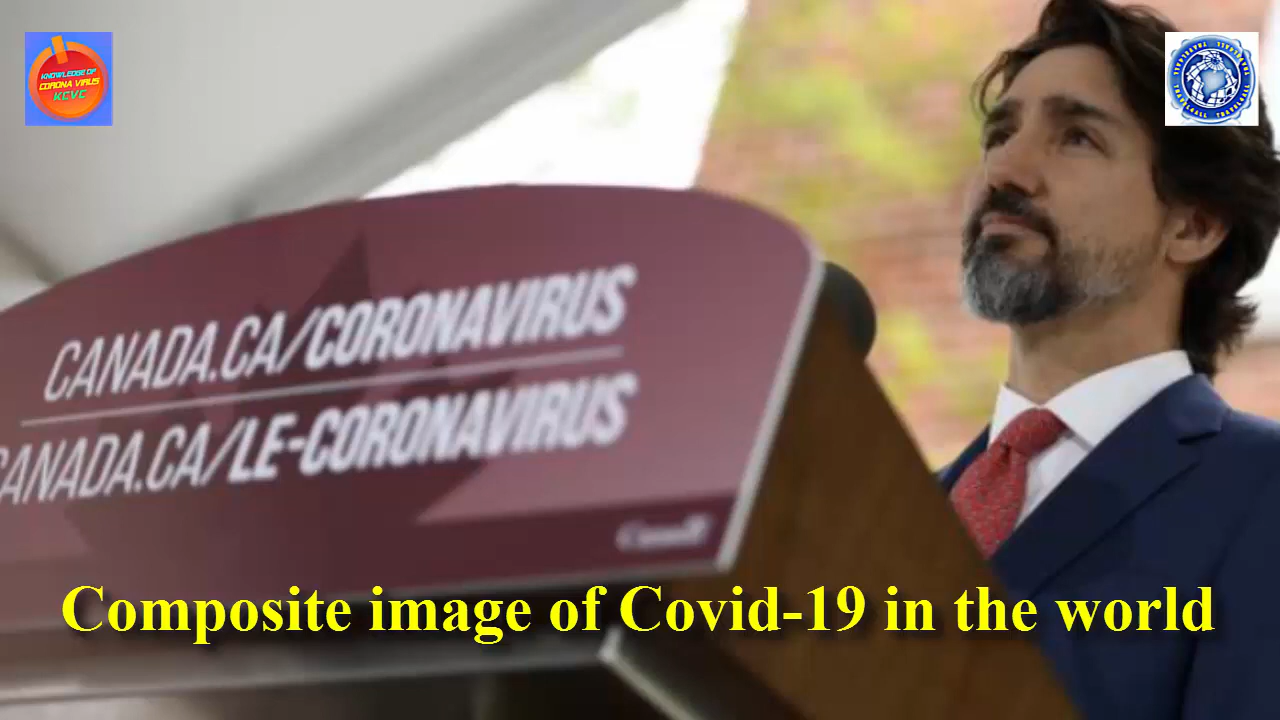 KNOWLEDGE OF
CORONA VIRUS
KCVC
CANADA.CA/CORONAVIRUS
CANADA.CA/LE-CORONAVIRUS
Canada
Composite image of Covid-19 in the world